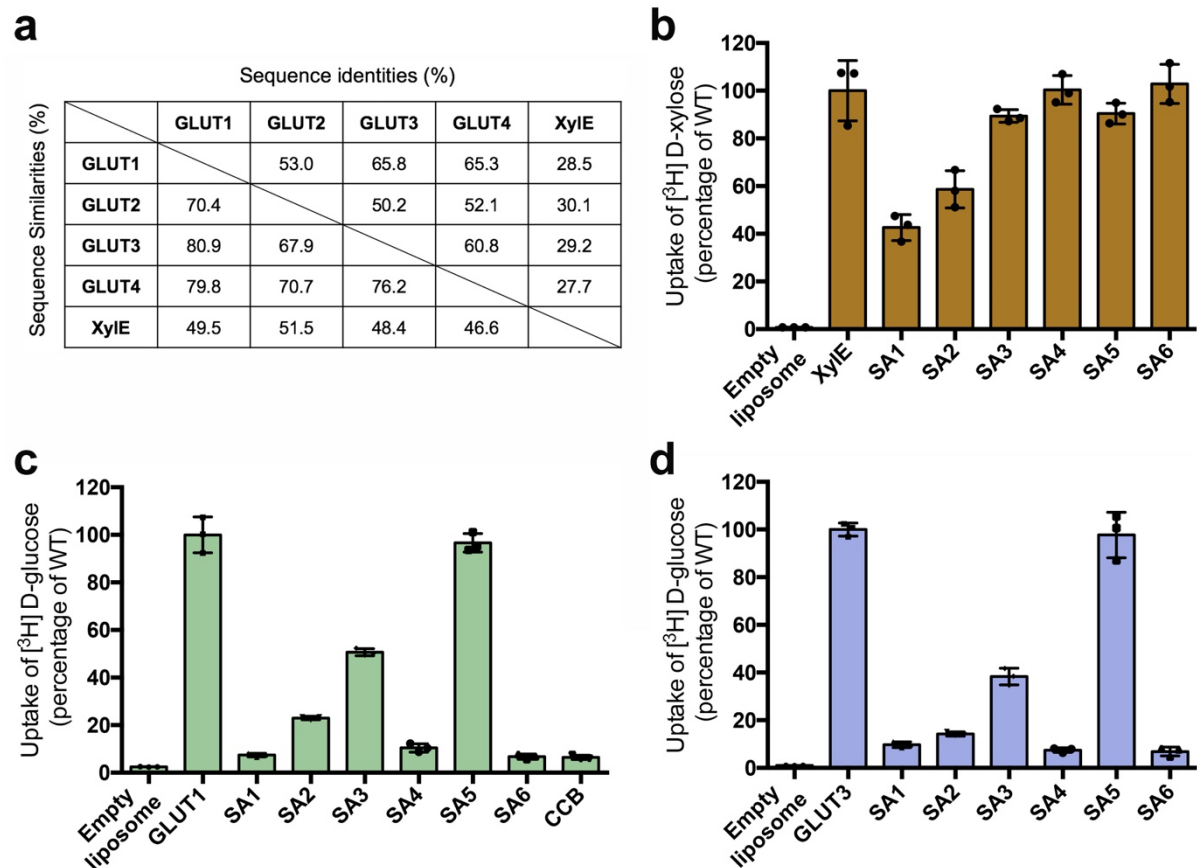 a
Sequence identities (%)
Sequence Similarities (%)
GLUT1 GLUT2 GLUT3 GLUT4 XylE
GLUT1 53.0 65.8 65.3 28.5
GLUT2 70.4 50.2 52.1 30.1
GLUT3 80.9 67.9 60.8 29.2
GLUT4 79.8 70.7 76.2 27.7
XylE 49.5 51.5 48.4 46.6
b
Uptake of [³H] D-xylose
(percentage of WT)
120
100
80
60
40
20
0
Empty
liposome
XylE
SA1
SA2
SA3
SA4
SA5
SA6
c
Uptake of [³H] D-glucose
(percentage of WT)
120
100
80
60
40
20
0
Empty
liposome
GLUT1
SA1
SA2
SA3
SA4
SA5
SA6
CCB
d
Uptake of [³H] D-glucose
(percentage of WT)
120
100
80
60
40
20
0
Empty
liposome
GLUT3
SA1
SA2
SA3
SA4
SA5
SA6